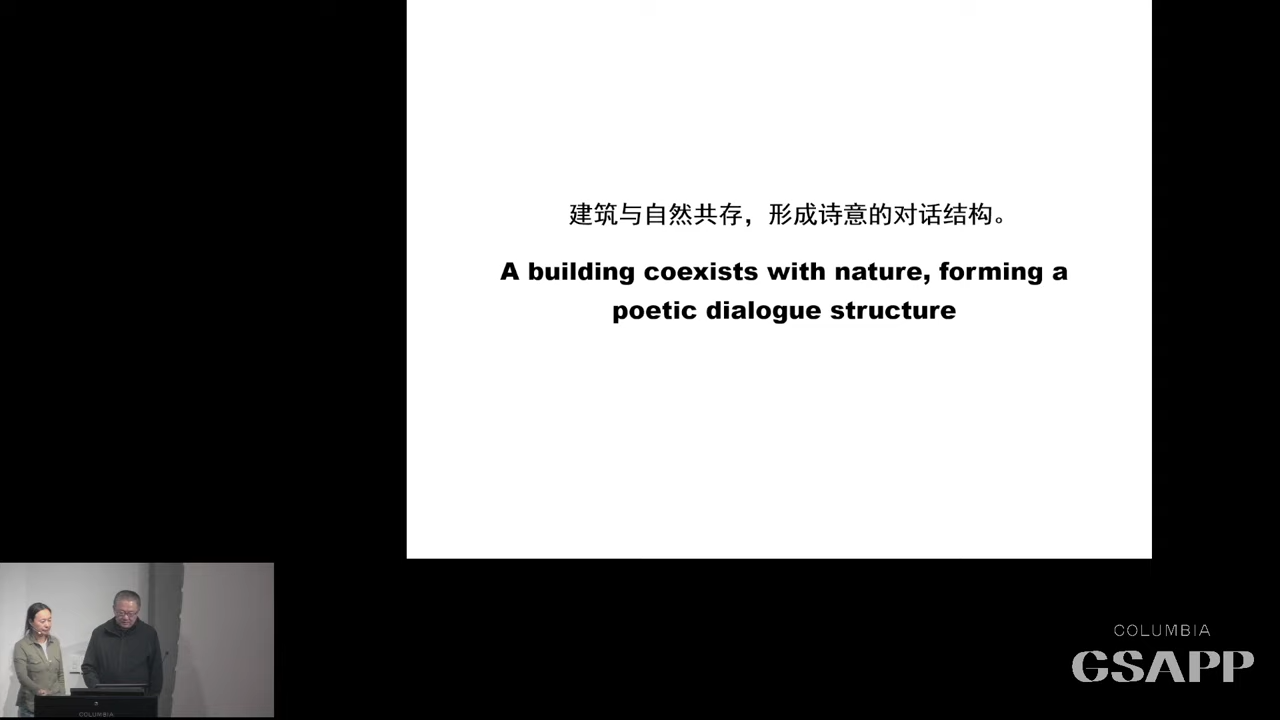 建筑与自然共存，形成诗意的对话结构。
A building coexists with nature, forming a
poetic dialogue structure
COLUMBIA
GSAPP
COLUMBIA